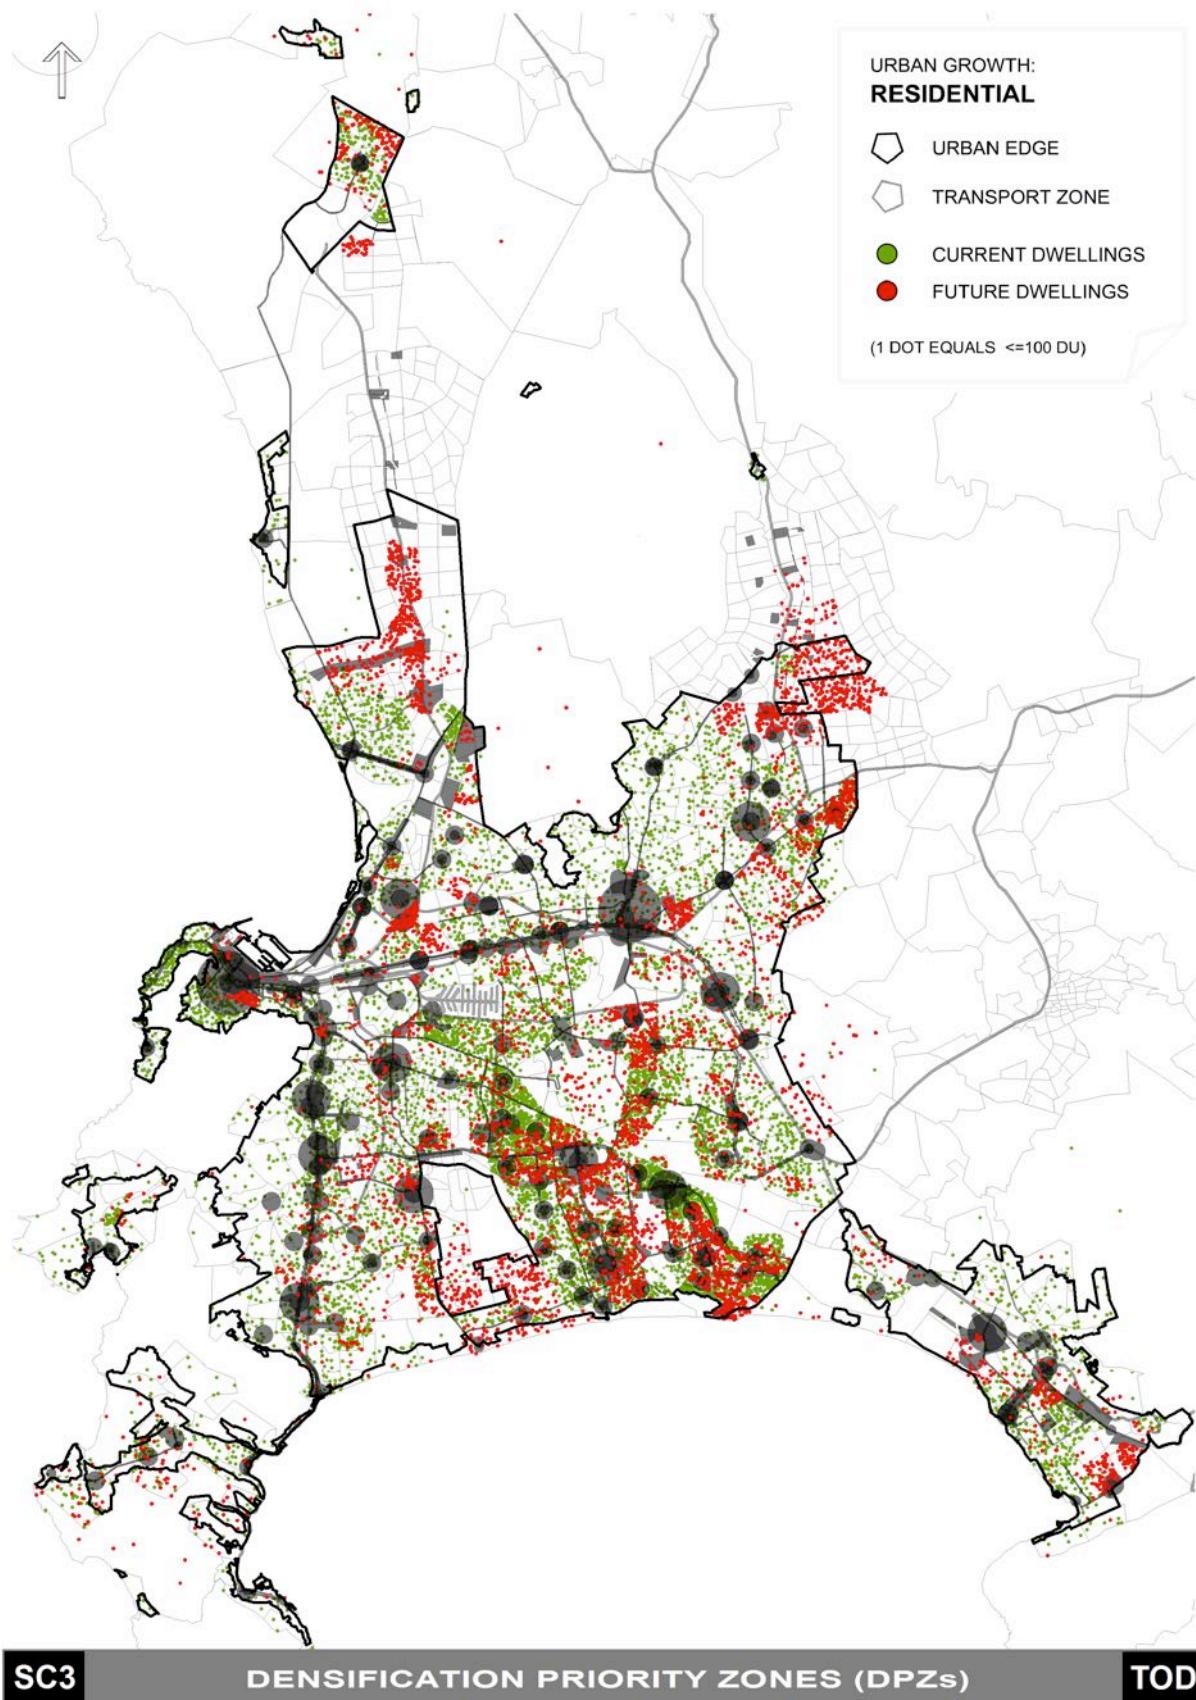 URBAN GROWTH:
RESIDENTIAL
URBAN EDGE
TRANSPORT ZONE
CURRENT DWELLINGS
FUTURE DWELLINGS
(1 DOT EQUALS <=100 DU)
SC3 DENSIFICATION PRIORITY ZONES (DPZs) TOD